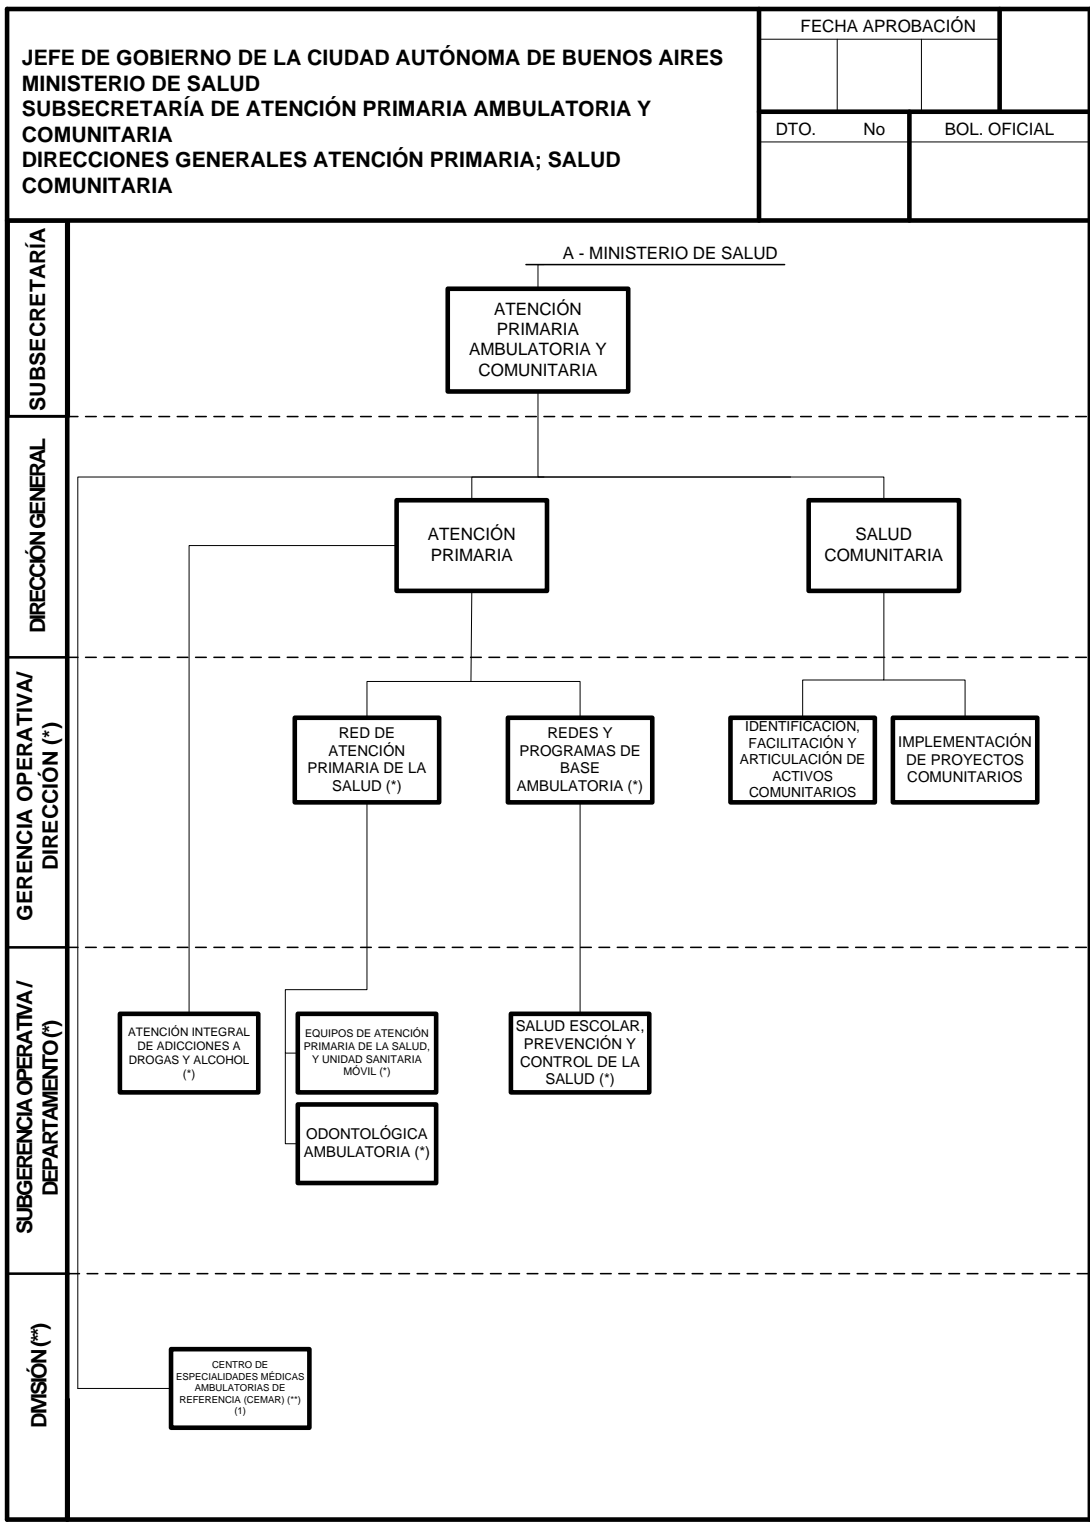 JEFE DE GOBIERNO DE LA CIUDAD AUTÓNOMA DE BUENOS AIRES
MINISTERIO DE SALUD
SUBSECRETARÍA DE ATENCIÓN PRIMARIA AMBULATORIA Y
COMUNITARIA
DIRECCIONES GENERALES ATENCIÓN PRIMARIA; SALUD
COMUNITARIA
FECHA APROBACIÓN
DTO. No
BOL. OFICIAL
SUBSECRETARÍA
A - MINISTERIO DE SALUD
ATENCIÓN
PRIMARIA
AMBULATORIA Y
COMUNITARIA
DIRECCÓN GENERAL
ATENCIÓN
PRIMARIA
SALUD
COMUNITARIA
GERENCIA OPERATIVA/
DIRECCIÓN (*)
RED DE
ATENCIÓN
PRIMARIA DE LA
SALUD (*)
REDES Y
PROGRAMAS DE
BASE
AMBULATORIA (*)
IDENTIFICACIÓN,
FACILITACIÓN Y
ARTICULACIÓN DE
ACTIVOS
COMUNITARIOS
IMPLEMENTACIÓN
DE PROYECTOS
COMUNITARIOS
SUBGERENCIA OPERATIVA /
DEPARTAMENTO (*)
ATENCIÓN INTEGRAL
DE ADICCIONES A
DROGAS Y ALCOHOL
(*)
EQUIPOS DE ATENCIÓN
PRIMARIA DE LA SALUD,
Y UNIDAD SANITARIA
MÓVIL (*)
SALUD ESCOLAR,
PREVENCIÓN Y
CONTROL DE LA
SALUD (*)
ODONTOLÓGICA
AMBULATORIA (*)
DIVISIÓN (**)
CENTRO DE
ESPECIALIDADES MÉDICAS
AMBULATORIAS DE
REFERENCIA (CEMAR) (**)
(1)